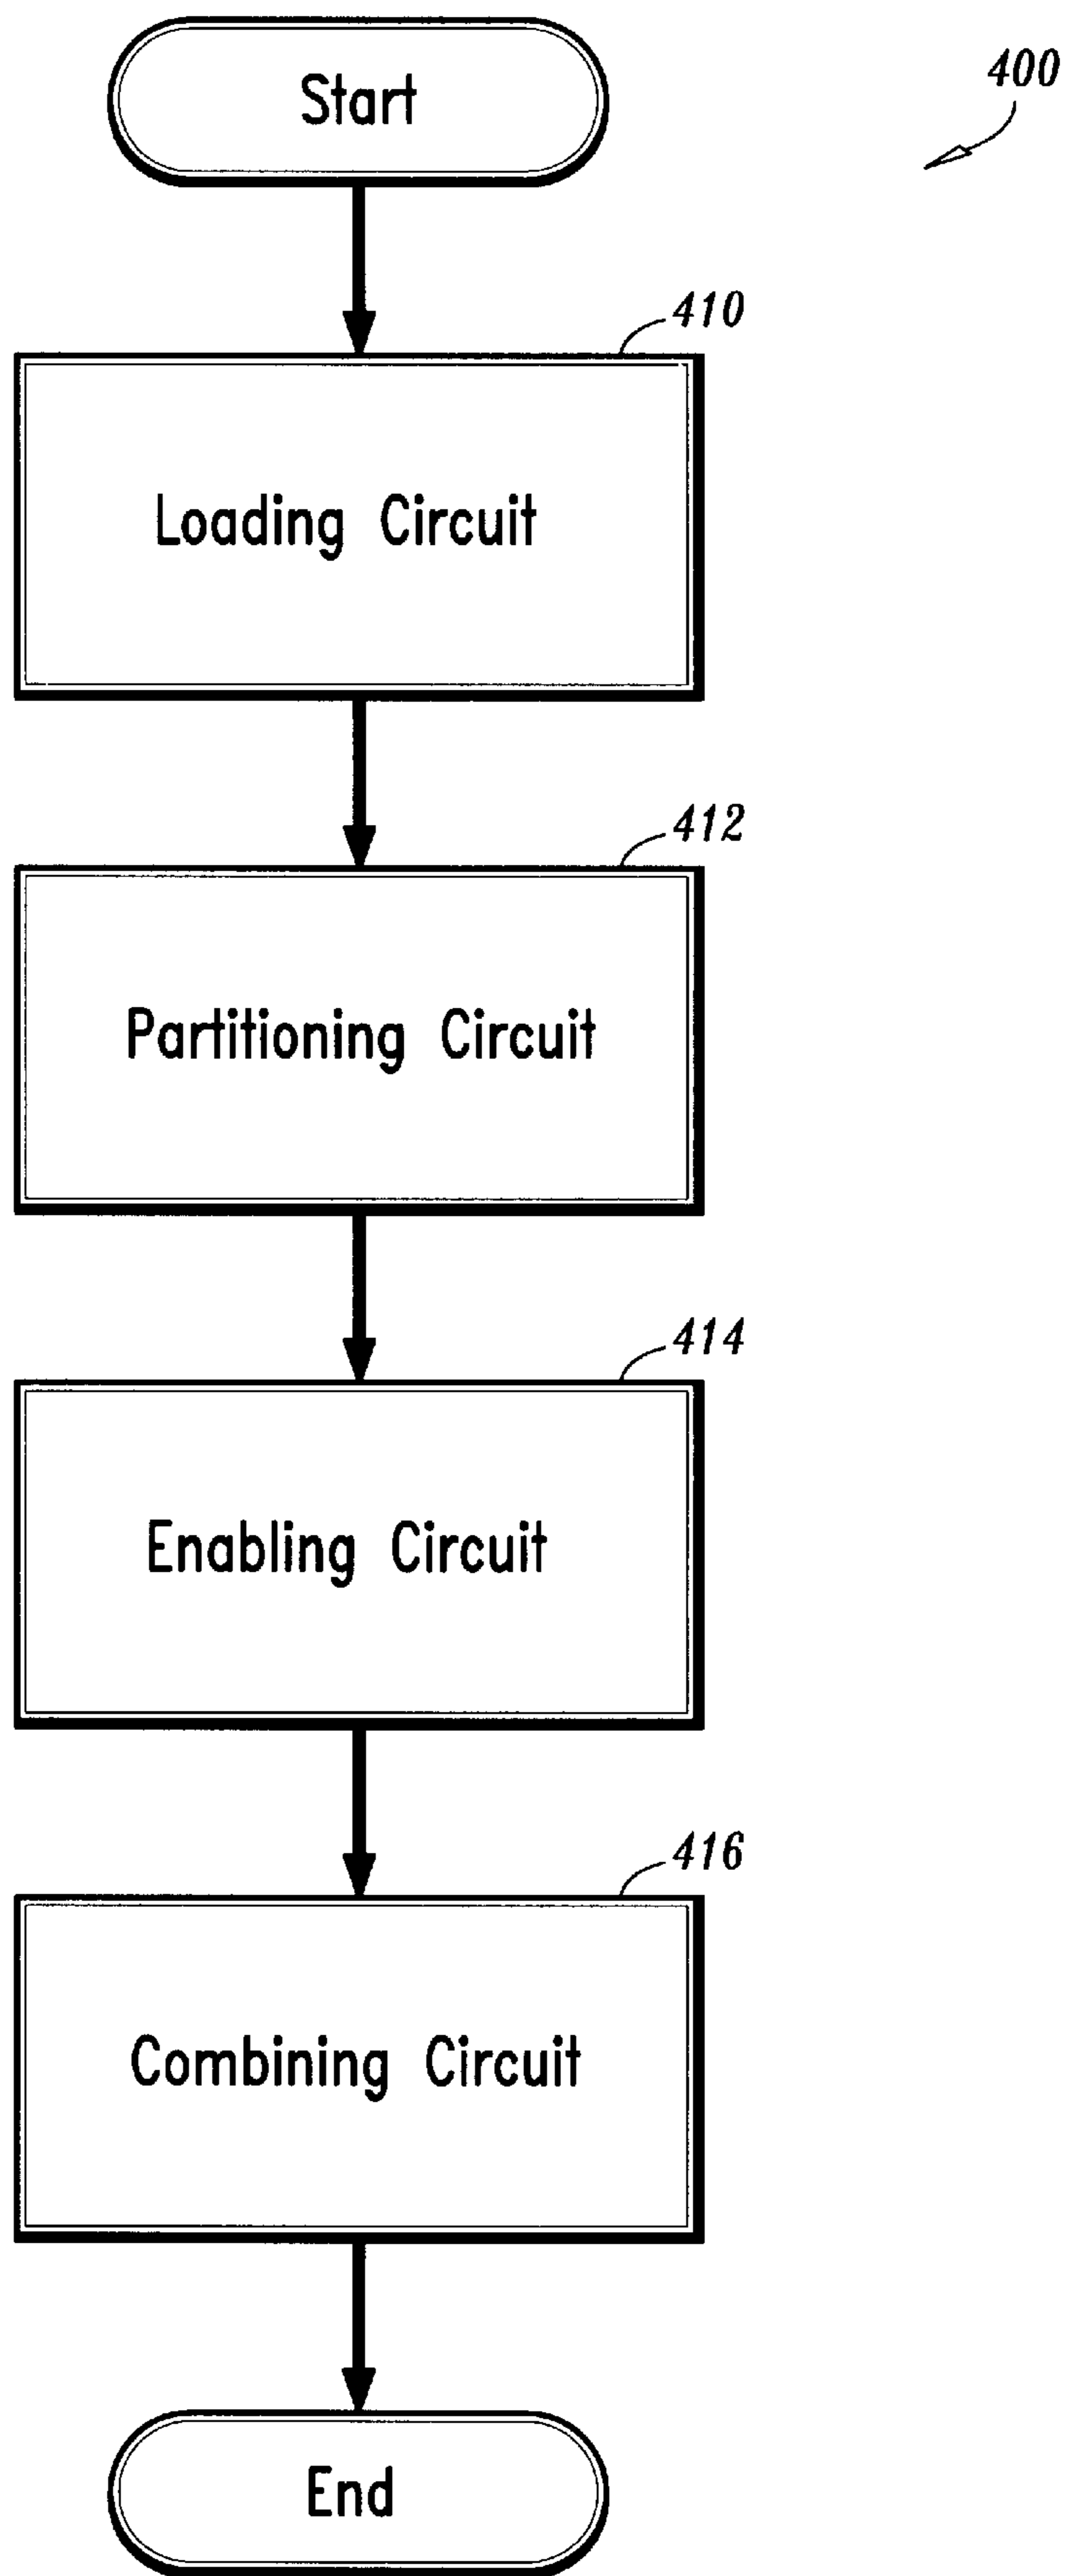 Start
400
410
Loading Circuit
412
Partitioning Circuit
414
Enabling Circuit
416
Combining Circuit
End